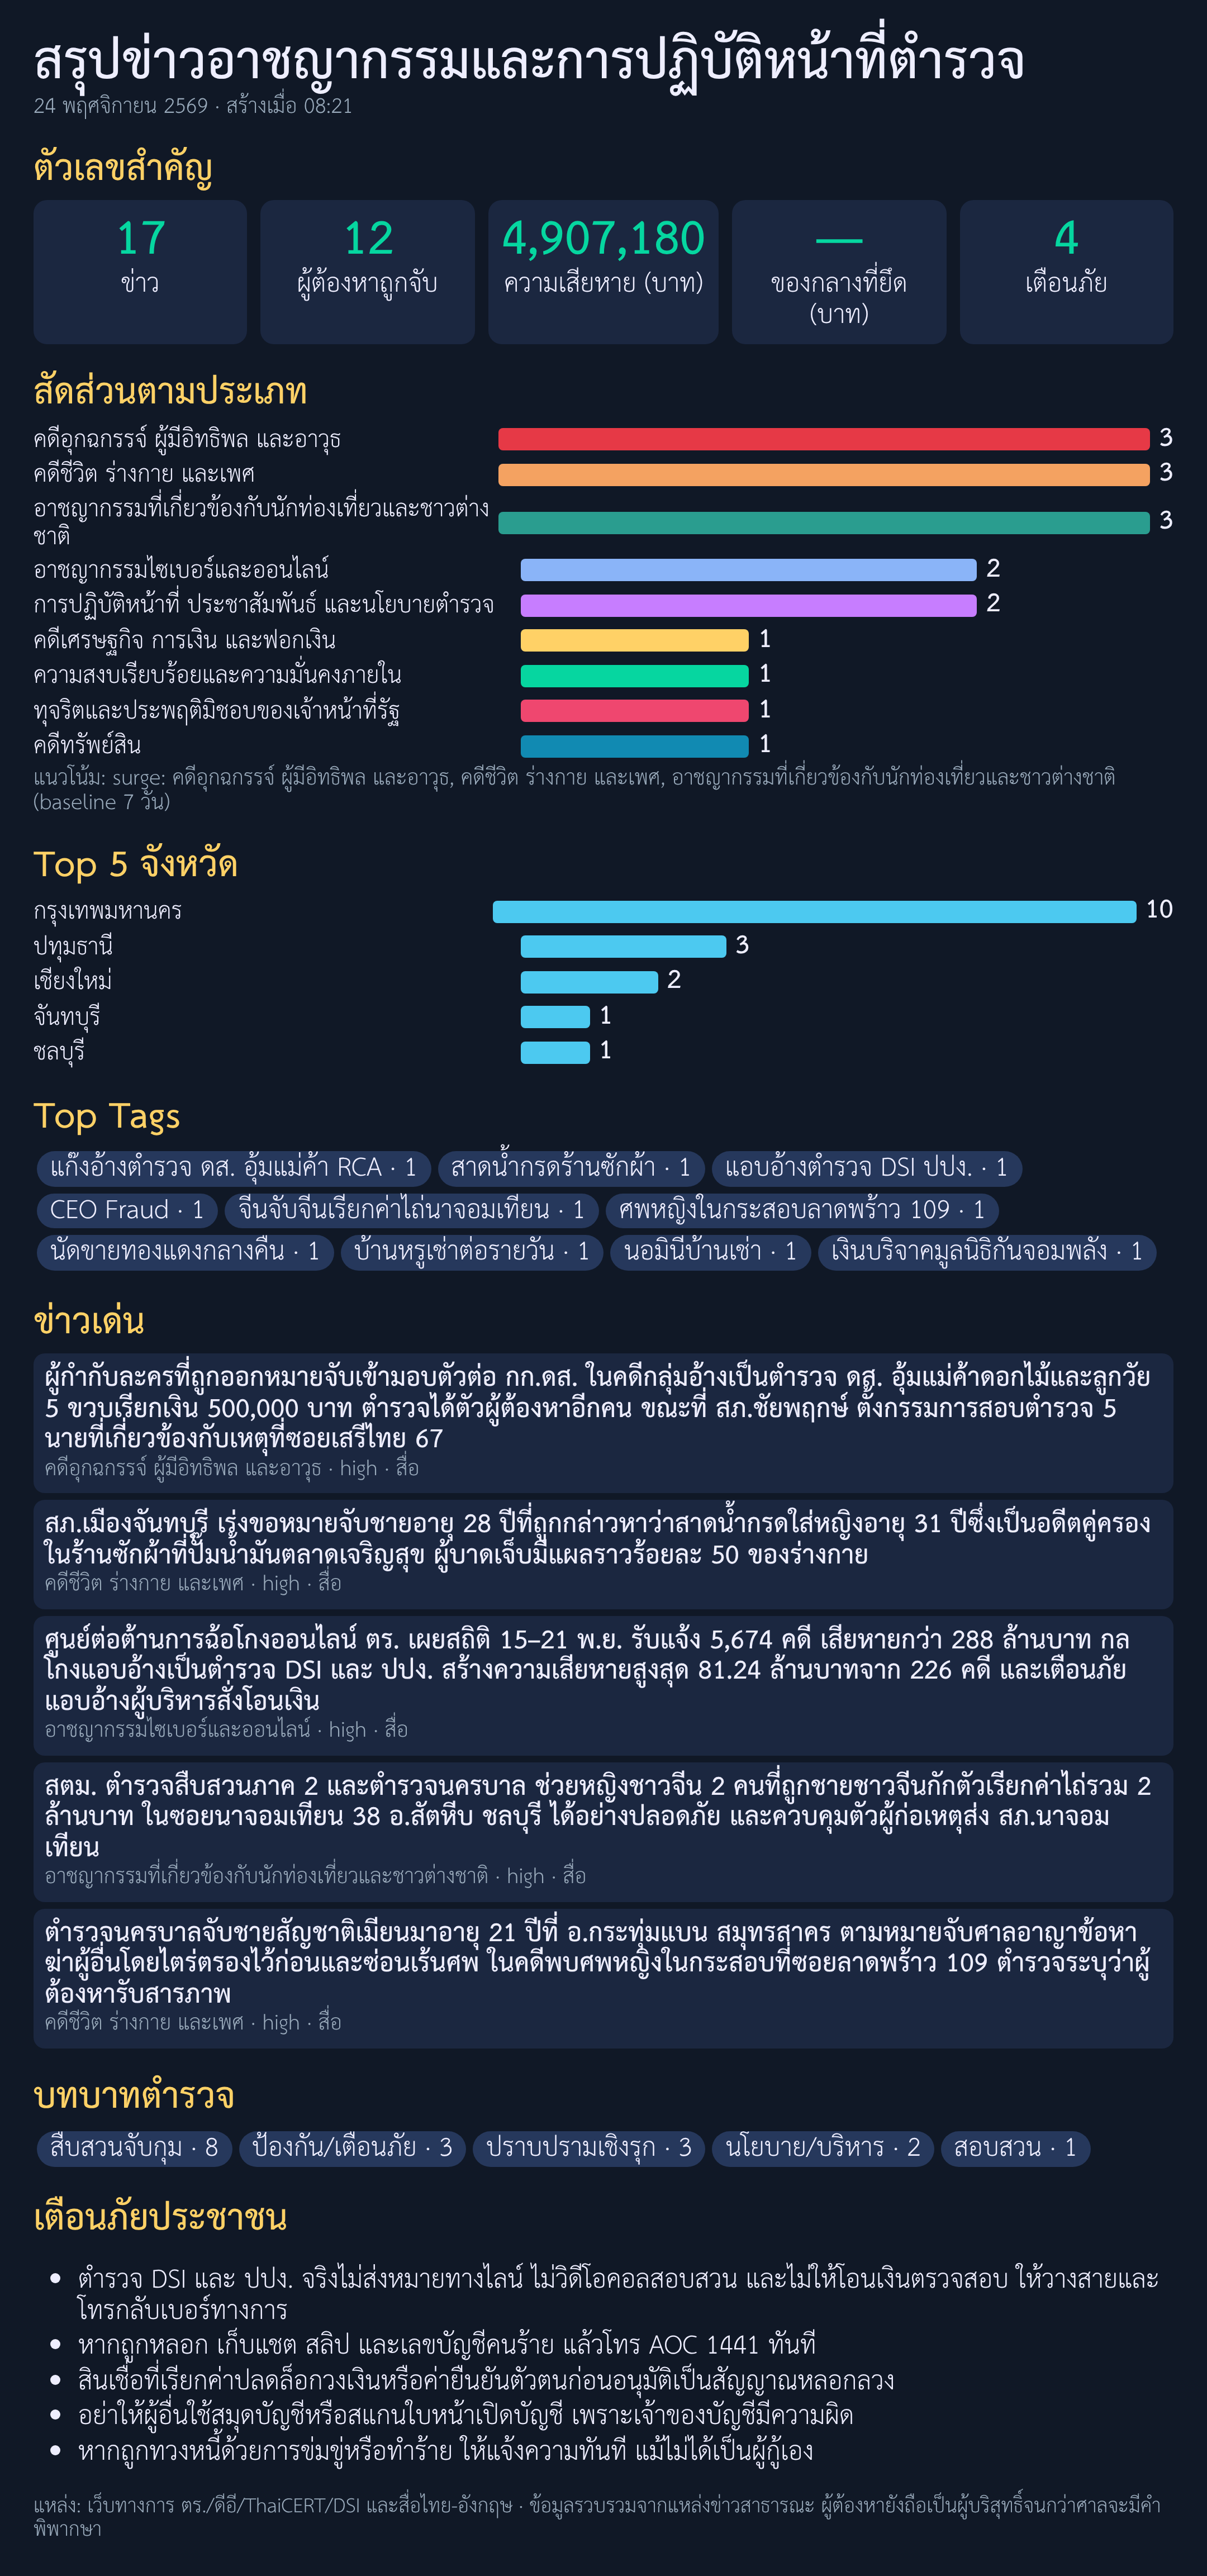 สรุปข่าวอาชญากรรมและการปฏิบัติหน้าที่ตำรวจ
24 พฤศจิกายน 2569 · สร้างเมื่อ 08:21
ตัวเลขสำคัญ
17
ข่าว
12
ผู้ต้องหาถูกจับ
4,907,180
ความเสียหาย (บาท)
—
ของกลางที่ยึด
(บาท)
4
เตือนภัย
สัดส่วนตามประเภท
คดีอุกฉกรรจ์ ผู้มีอิทธิพล และอาวุธ 3
คดีชีวิต ร่างกาย และเพศ 3
อาชญากรรมที่เกี่ยวข้องกับนักท่องเที่ยวและชาวต่าง
ชาติ 3
อาชญากรรมไซเบอร์และออนไลน์ 2
การปฏิบัติหน้าที่ ประชาสัมพันธ์ และนโยบายตำรวจ 2
คดีเศรษฐกิจ การเงิน และฟอกเงิน 1
ความสงบเรียบร้อยและความมั่นคงภายใน 1
ทุจริตและประพฤติมิชอบของเจ้าหน้าที่รัฐ 1
คดีทรัพย์สิน 1
แนวโน้ม: surge: คดีอุกฉกรรจ์ ผู้มีอิทธิพล และอาวุธ, คดีชีวิต ร่างกาย และเพศ, อาชญากรรมที่เกี่ยวข้องกับนักท่องเที่ยวและชาวต่างชาติ
(baseline 7 วัน)
Top 5 จังหวัด
กรุงเทพมหานคร 10
ปทุมธานี 3
เชียงใหม่ 2
จันทบุรี 1
ชลบุรี 1
Top Tags
แก๊งอ้างตำรวจ ดส. อุ้มแม่ค้า RCA · 1 สาดน้ำกรดร้านซักผ้า · 1 แอบอ้างตำรวจ DSI ปปง. · 1
CEO Fraud · 1 จีนจับจีนเรียกค่าไถ่นาจอมเทียน · 1 ศพหญิงในกระสอบลาดพร้าว 109 · 1
นัดขายทองแดงกลางคืน · 1 บ้านหรูเช่าต่อรายวัน · 1 นอมินีบ้านเช่า · 1 เงินบริจาคมูลนิธิกันจอมพลัง · 1
ข่าวเด่น
ผู้กำกับละครที่ถูกออกหมายจับเข้ามอบตัวต่อ กก.ดส. ในคดีกลุ่มอ้างเป็นตำรวจ ดส. อุ้มแม่ค้าดอกไม้และลูกวัย
5 ขวบเรียกเงิน 500,000 บาท ตำรวจได้ตัวผู้ต้องหาอีกคน ขณะที่ สภ.ชัยพฤกษ์ ตั้งกรรมการสอบตำรวจ 5
นายที่เกี่ยวข้องกับเหตุที่ซอยเสรีไทย 67
คดีอุกฉกรรจ์ ผู้มีอิทธิพล และอาวุธ · high · สื่อ
สภ.เมืองจันทบุรี เร่งขอหมายจับชายอายุ 28 ปีที่ถูกกล่าวหาว่าสาดน้ำกรดใส่หญิงอายุ 31 ปีซึ่งเป็นอดีตคู่ครอง
ในร้านซักผ้าที่ปั๊มน้ำมันตลาดเจริญสุข ผู้บาดเจ็บมีแผลราวร้อยละ 50 ของร่างกาย
คดีชีวิต ร่างกาย และเพศ · high · สื่อ
ศูนย์ต่อต้านการฉ้อโกงออนไลน์ ตร. เผยสถิติ 15–21 พ.ย. รับแจ้ง 5,674 คดี เสียหายกว่า 288 ล้านบาท กล
โกงแอบอ้างเป็นตำรวจ DSI และ ปปง. สร้างความเสียหายสูงสุด 81.24 ล้านบาทจาก 226 คดี และเตือนภัย
แอบอ้างผู้บริหารสั่งโอนเงิน
อาชญากรรมไซเบอร์และออนไลน์ · high · สื่อ
สตม. ตำรวจสืบสวนภาค 2 และตำรวจนครบาล ช่วยหญิงชาวจีน 2 คนที่ถูกชายชาวจีนกักตัวเรียกค่าไถ่รวม 2
ล้านบาท ในซอยนาจอมเทียน 38 อ.สัตหีบ ชลบุรี ได้อย่างปลอดภัย และควบคุมตัวผู้ก่อเหตุส่ง สภ.นาจอม
เทียน
อาชญากรรมที่เกี่ยวข้องกับนักท่องเที่ยวและชาวต่างชาติ · high · สื่อ
ตำรวจนครบาลจับชายสัญชาติเมียนมาอายุ 21 ปีที่ อ.กระทุ่มแบน สมุทรสาคร ตามหมายจับศาลอาญาข้อหา
ฆ่าผู้อื่นโดยไตร่ตรองไว้ก่อนและซ่อนเร้นศพ ในคดีพบศพหญิงในกระสอบที่ซอยลาดพร้าว 109 ตำรวจระบุว่าผู้
ต้องหารับสารภาพ
คดีชีวิต ร่างกาย และเพศ · high · สื่อ
บทบาทตำรวจ
สืบสวนจับกุม · 8 ป้องกัน/เตือนภัย · 3 ปราบปรามเชิงรุก · 3 นโยบาย/บริหาร · 2 สอบสวน · 1
เตือนภัยประชาชน
• ตำรวจ DSI และ ปปง. จริงไม่ส่งหมายทางไลน์ ไม่วิดีโอคอลสอบสวน และไม่ให้โอนเงินตรวจสอบ ให้วางสายและ
โทรกลับเบอร์ทางการ
• หากถูกหลอก เก็บแชต สลิป และเลขบัญชีคนร้าย แล้วโทร AOC 1441 ทันที
• สินเชื่อที่เรียกค่าปลดล็อกวงเงินหรือค่ายืนยันตัวตนก่อนอนุมัติเป็นสัญญาณหลอกลวง
• อย่าให้ผู้อื่นใช้สมุดบัญชีหรือสแกนใบหน้าเปิดบัญชี เพราะเจ้าของบัญชีมีความผิด
• หากถูกทวงหนี้ด้วยการข่มขู่หรือทำร้าย ให้แจ้งความทันที แม้ไม่ได้เป็นผู้กู้เอง
แหล่ง: เว็บทางการ ตร./ดีอี/ThaiCERT/DSI และสื่อไทย-อังกฤษ · ข้อมูลรวบรวมจากแหล่งข่าวสาธารณะ ผู้ต้องหายังถือเป็นผู้บริสุทธิ์จนกว่าศาลจะมีคำ
พิพากษา